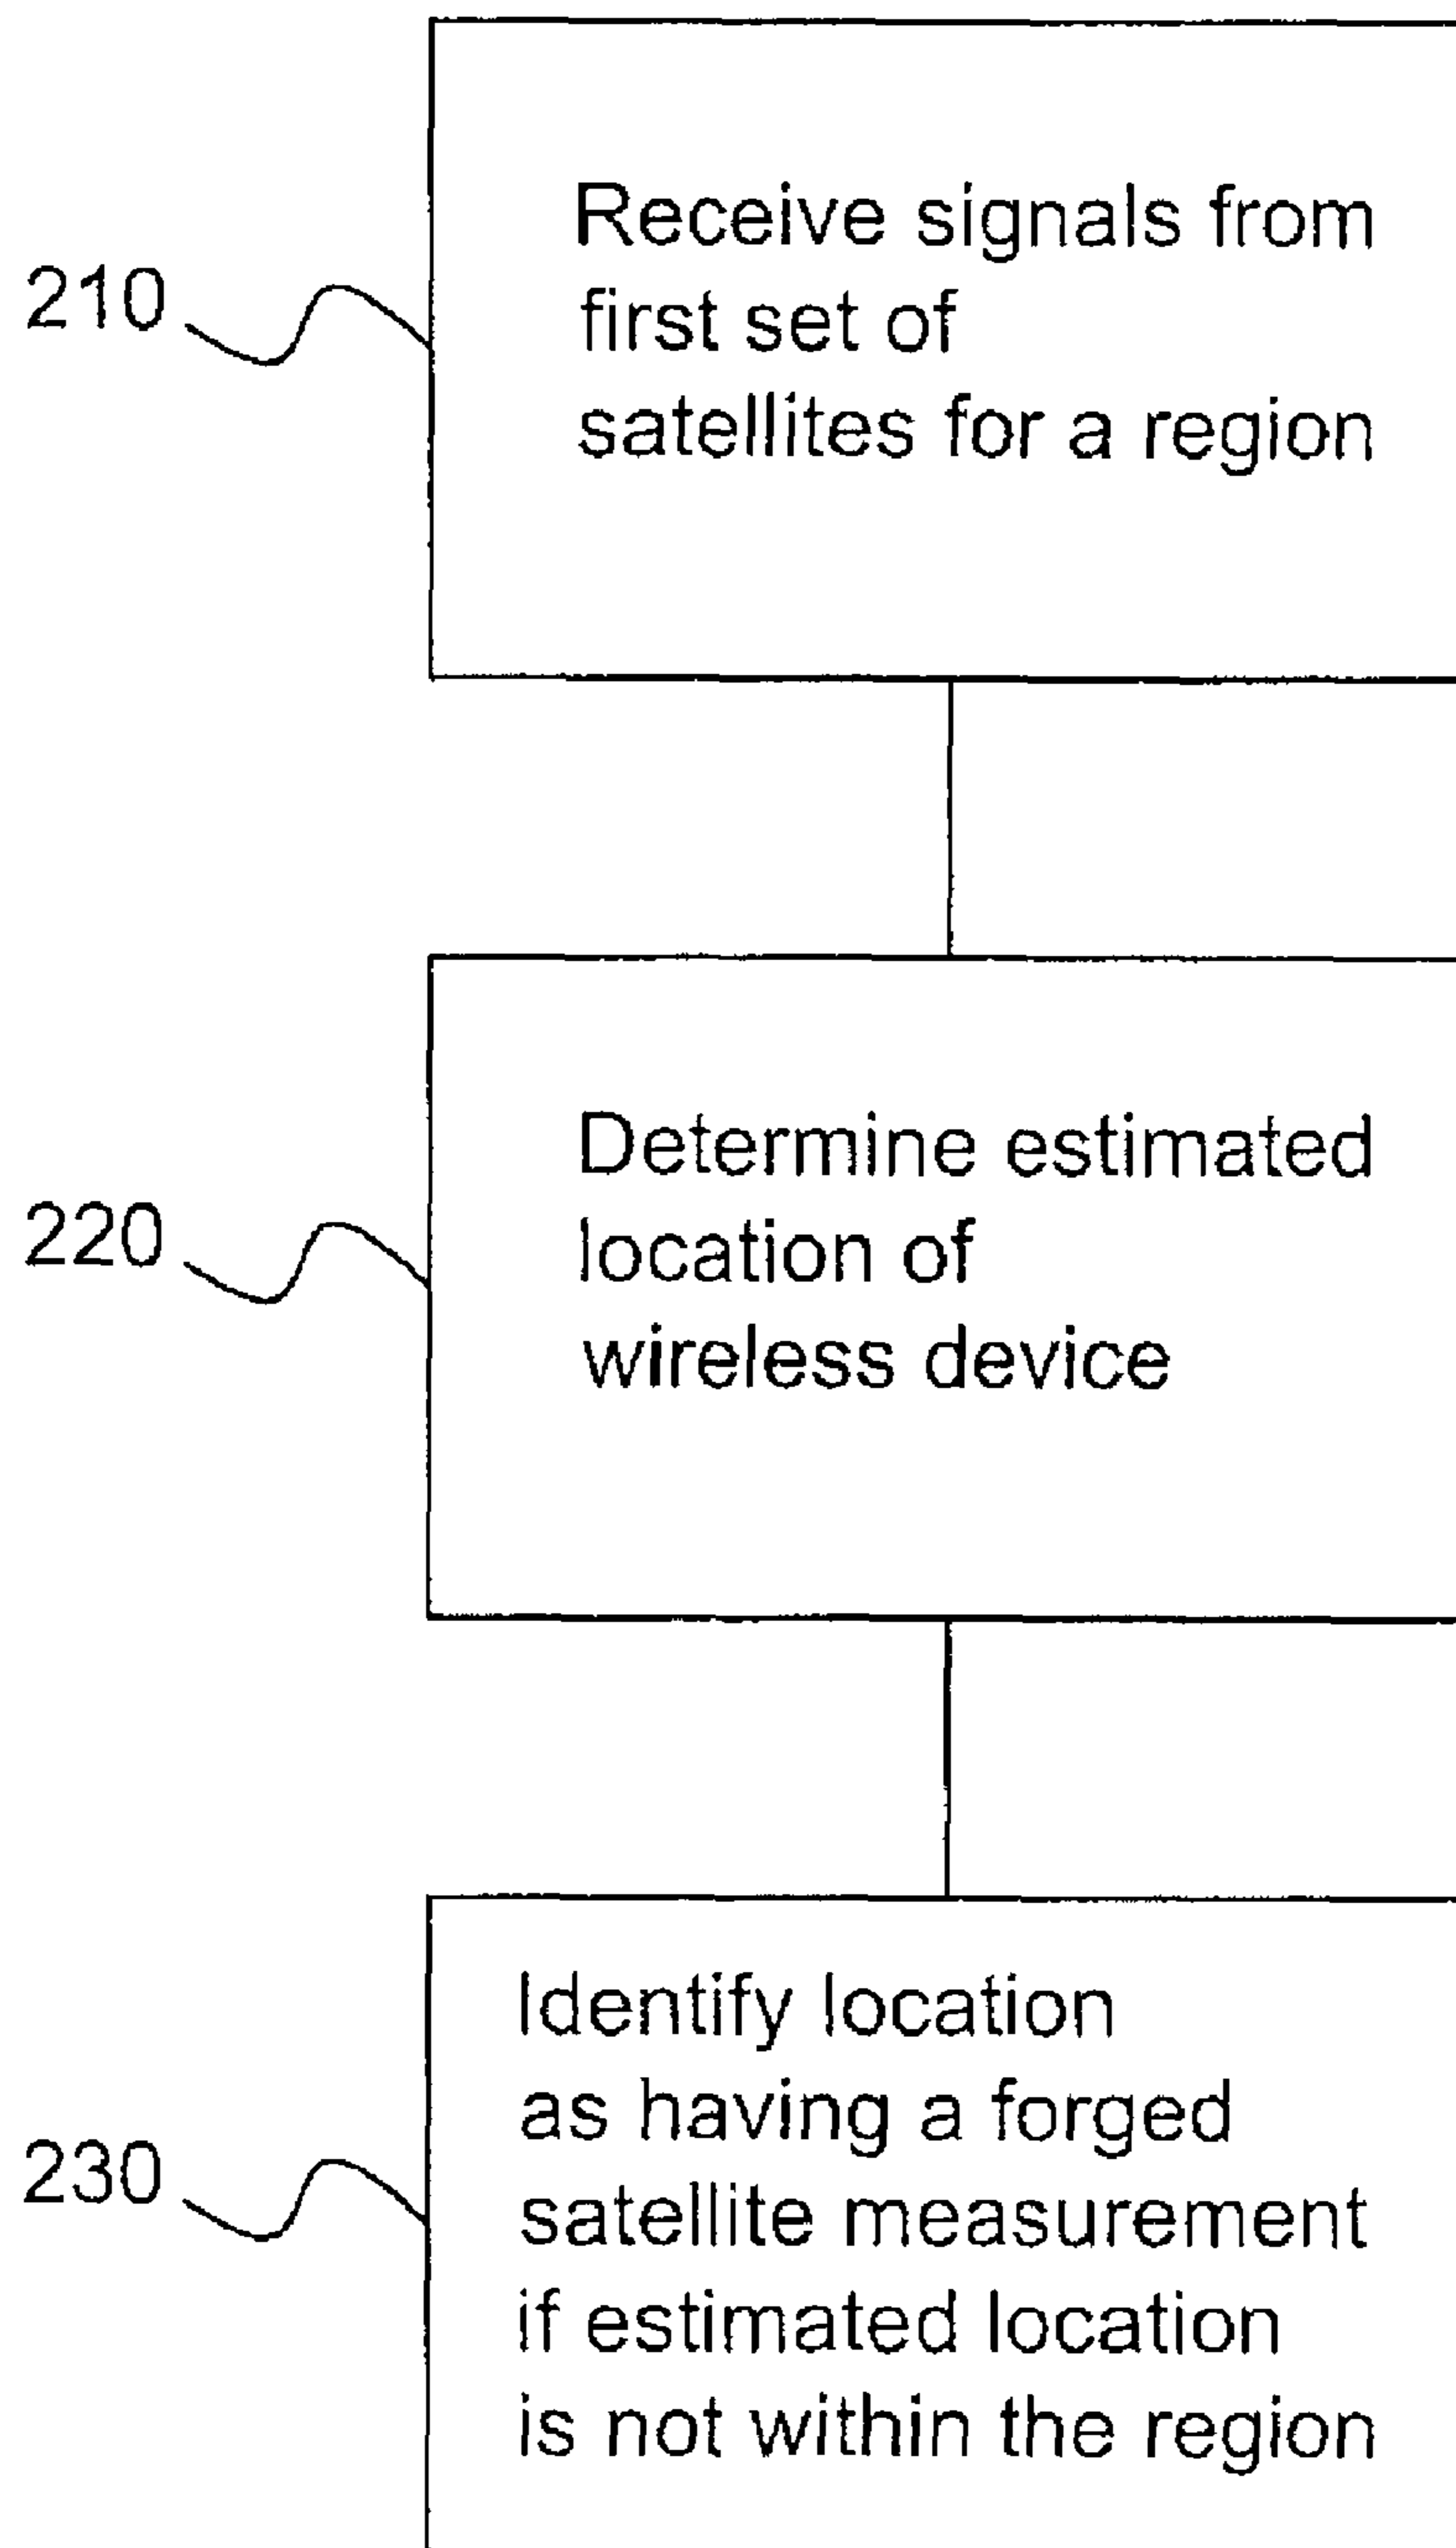 210
Receive signals from
first set of
satellites for a region
220
Determine estimated
location of
wireless device
230
Identify location
as having a forged
satellite measurement
if estimated location
is not within the region